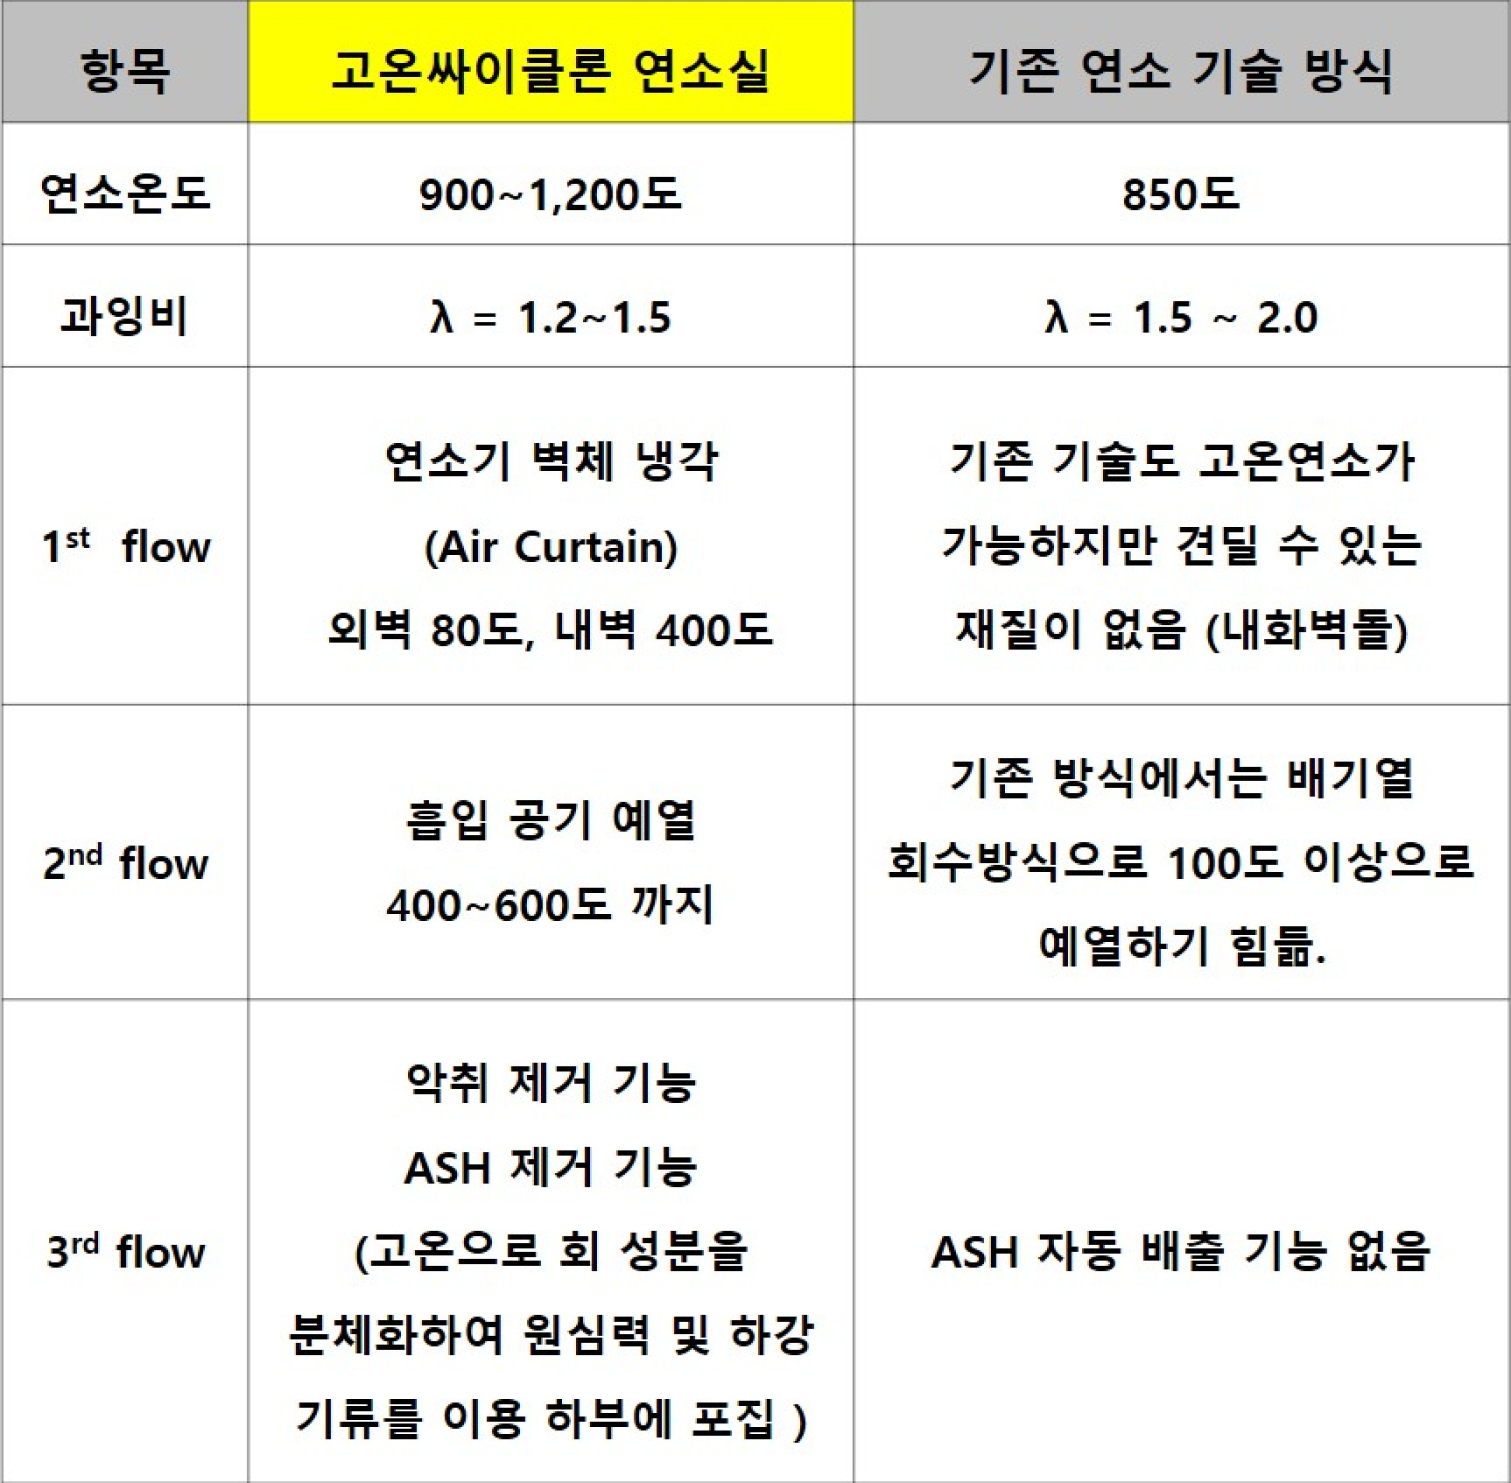 항목 고온싸이클론 연소실 기존 연소 기술 방식
연소온도 900~1,200도 850도
과잉비 λ = 1.2~1.5 λ = 1.5 ~ 2.0
1st flow
연소기 벽체 냉각
(Air Curtain)
외벽 80도, 내벽 400도
기존 기술도 고온연소가
가능하지만 견딜 수 있는
재질이 없음 (내화벽돌)
2nd flow
흡입 공기 예열
400~600도 까지
기존 방식에서는 배기열
회수방식으로 100도 이상으로
예열하기 힘듦.
3rd flow
악취 제거 기능
ASH 제거 기능
(고온으로 회 성분을
분체화하여 원심력 및 하강
기류를 이용 하부에 포집 )
ASH 자동 배출 기능 없음